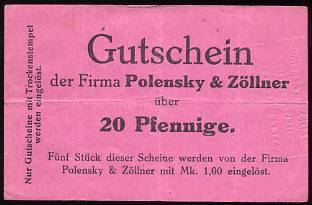 Nur Gutscheine mit Trockenstempel
werden eingelöst.
Gutschein
der Firma Polensky & Zöllner
über
20 Pfennige.
Fünf Stück dieser Scheine werden von der Firma
Polensky & Zöllner mit Mk. 1,00 eingelöst.